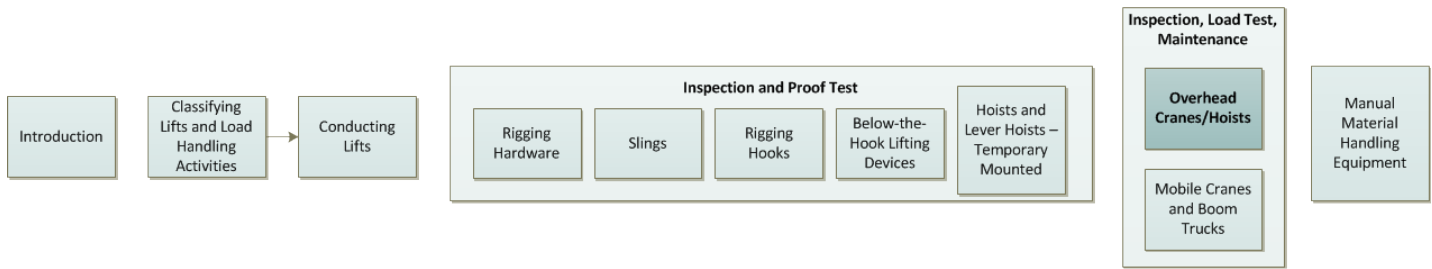 Introduction
Classifying
Lifts and Load
Handling
Activities
Conducting
Lifts
Inspection and Proof Test
Rigging
Hardware
Slings
Rigging
Hooks
Below-the-
Hook Lifting
Devices
Hoists and
Lever Hoists –
Temporary
Mounted
Inspection, Load Test,
Maintenance
Overhead
Cranes/Hoists
Mobile Cranes
and Boom
Trucks
Manual
Material
Handling
Equipment